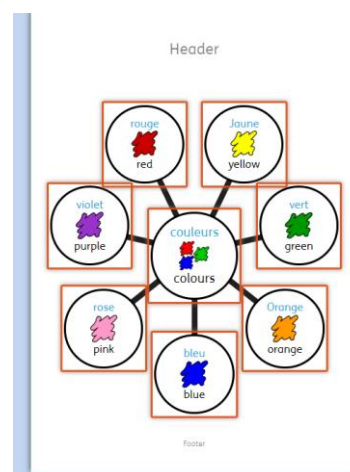 Header
rouge
red
Jaune
yellow
violet
purple
vert
green
couleurs
colours
rose
pink
Orange
orange
bleu
blue
Footer